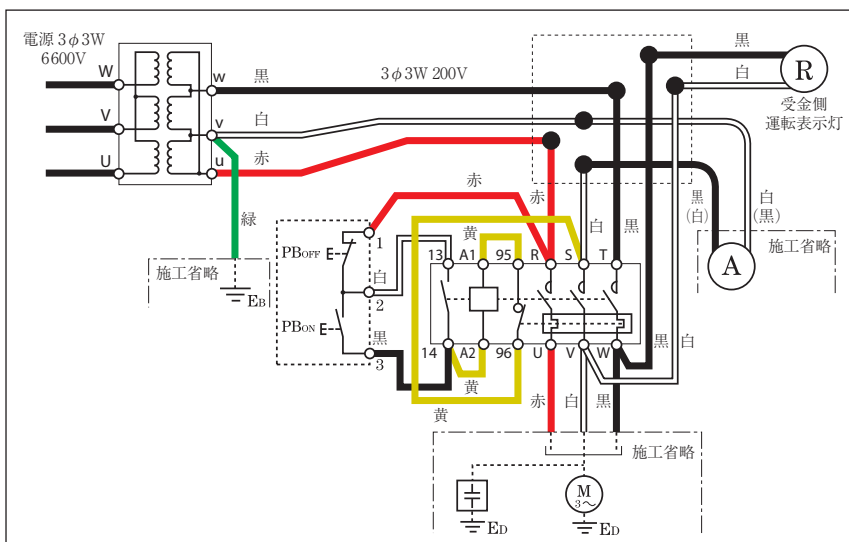 電源 3φ3W
6600V
W
V
U
w
v
u
黒
白
赤
3φ3W 200V
黒
白
R
受金側
運転表示灯
緑
施工省略
EB
赤
赤
白
黒
黒
(白)
白
(黒)
施工省略
A
PBOFF
PBON
1
白
2
黒
3
黄
13
A1
95
R
S
T
14
A2
96
U
V
W
黄
黄
黒
白
赤
白
黒
施工省略
M
3~
ED
ED